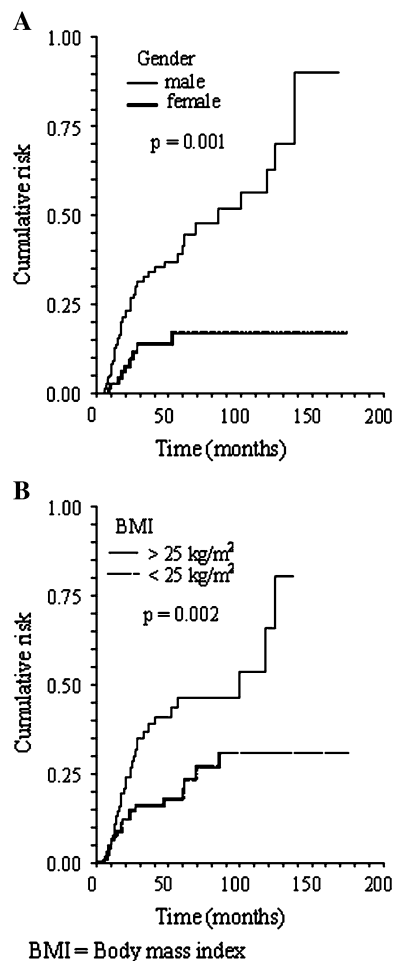 A
1.00
Gender
male
female
p = 0.001
0.75
0.50
0.25
0.00
Cumulative risk
0 50 100 150 200
Time (months)
B
1.00
BMI
> 25 kg/m²
< 25 kg/m²
p = 0.002
0.75
0.50
0.25
0.00
Cumulative risk
0 50 100 150 200
Time (months)
BMI = Body mass index